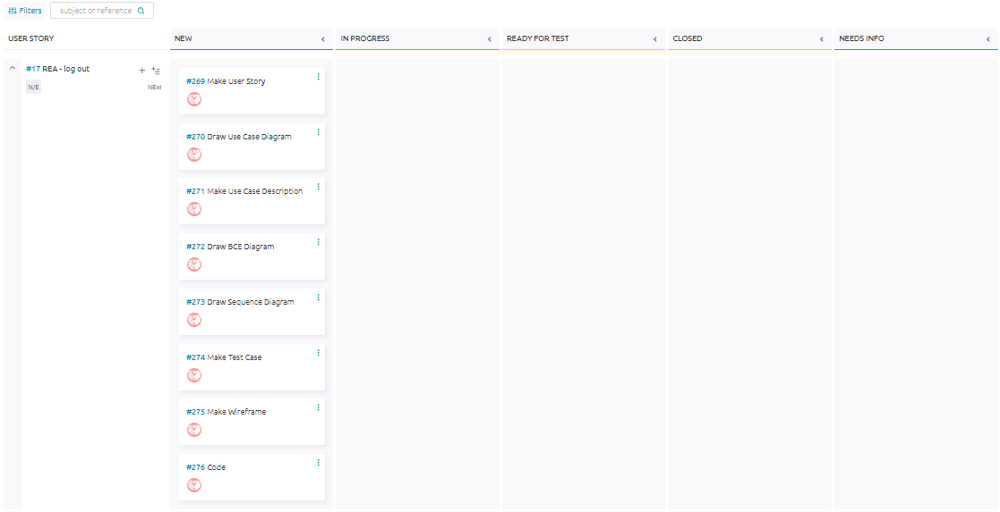 Filters subject or reference
USER STORY NEW IN PROGRESS READY FOR TEST CLOSED NEEDS INFO
#17 REA - log out
N/E NEW
#269 Make User Story
#270 Draw Use Case Diagram
#271 Make Use Case Description
#272 Draw BCE Diagram
#273 Draw Sequence Diagram
#274 Make Test Case
#275 Make Wireframe
#276 Code